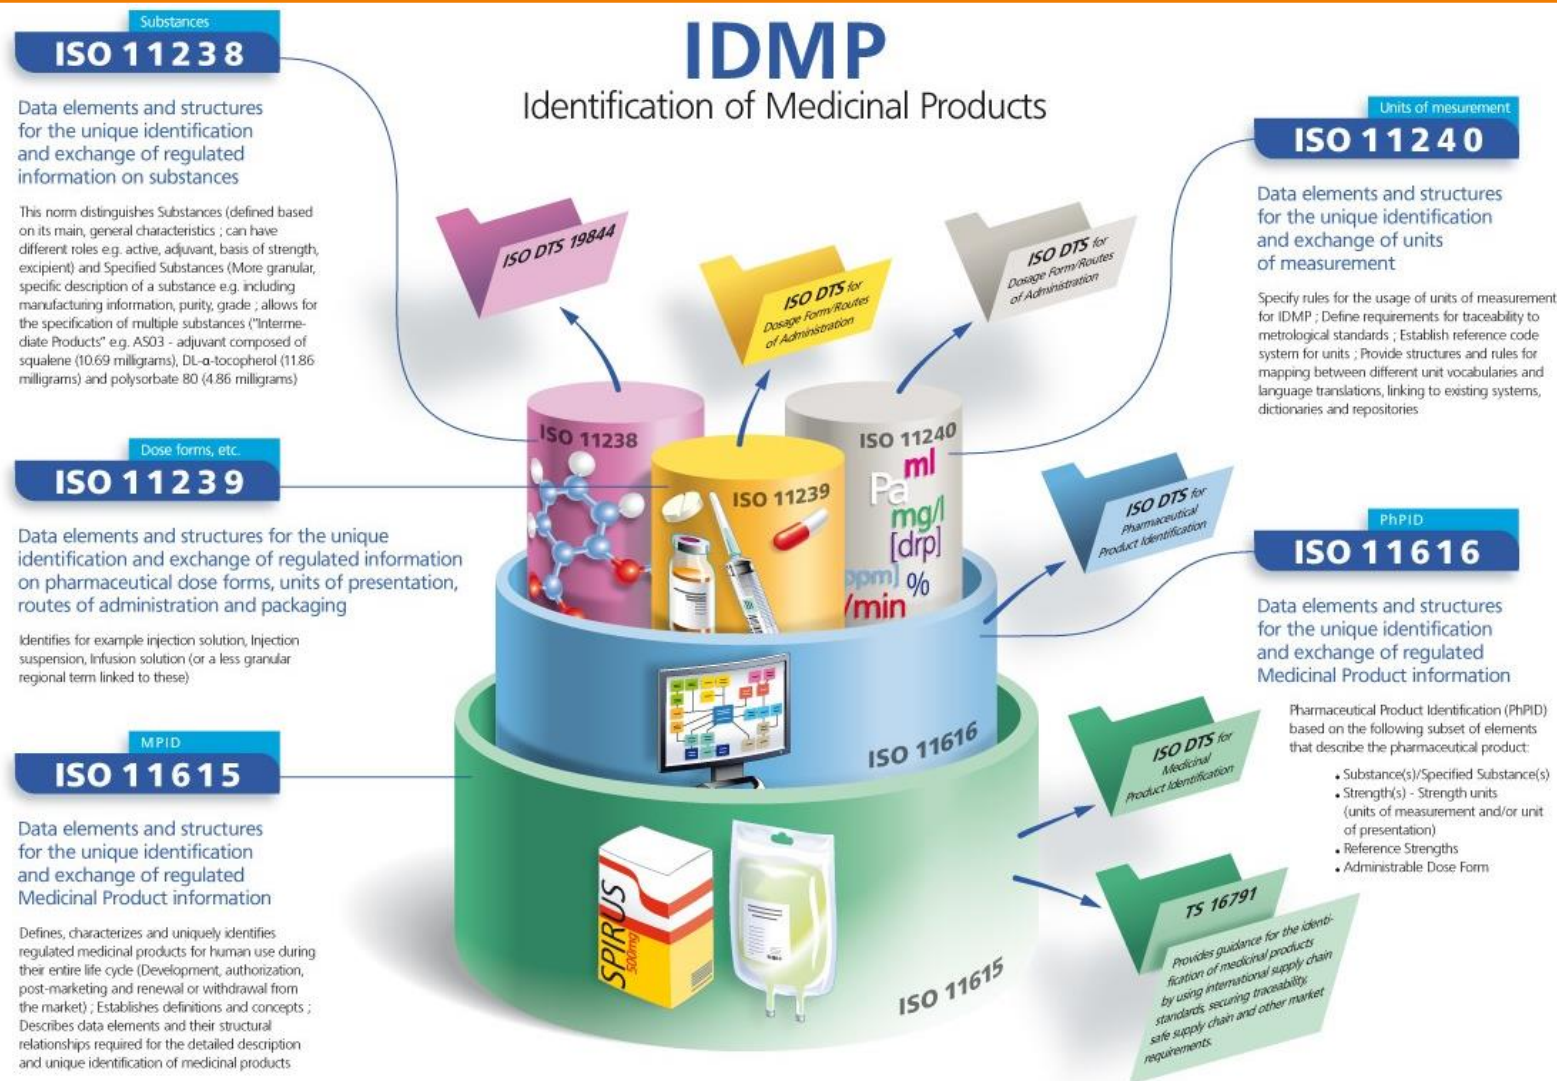 IDMP
Identification of Medicinal Products
Substances
ISO 11238
Data elements and structures
for the unique identification
and exchange of regulated
information on substances
This norm distinguishes Substances (defined based
on its main, general characteristics ; can have
different roles e.g. active, adjuvant, basis of strength,
excipient) and Specified Substances (More granular,
specific description of a substance e.g. including
manufacturing information, purity, grade ; allows for
the specification of multiple substances ("Interme-
diate Products" e.g. AS03 - adjuvant composed of
squalene (10.69 milligrams), DL-α-tocopherol (11.86
milligrams) and polysorbate 80 (4.86 milligrams)
Dose forms, etc.
ISO 11239
Data elements and structures for the unique
identification and exchange of regulated information
on pharmaceutical dose forms, units of presentation,
routes of administration and packaging
Identifies for example injection solution, Injection
suspension, Infusion solution (or a less granular
regional term linked to these)
MPID
ISO 11615
Data elements and structures
for the unique identification
and exchange of regulated
Medicinal Product information
Defines, characterizes and uniquely identifies
regulated medicinal products for human use during
their entire life cycle (Development, authorization,
post-marketing and renewal or withdrawal from
the market) ; Establishes definitions and concepts ;
Describes data elements and their structural
relationships required for the detailed description
and unique identification of medicinal products
ISO DTS 19844
ISO DTS for
Dosage Form/Routes
of Administration
ISO DTS for
Dosage Form/Routes
of Administration
ISO 11238
ISO 11239
ISO 11240
ml
Pa
mg/l
[drp]
ppm]
%
/min
ISO 11616
SPIRUS
500mg
ISO 11615
ISO DTS for
Pharmaceutical
Product Identification
ISO DTS for
Medicinal
Product Identification
TS 16791
Provides guidance for the identi-
fication of medicinal products
by using international supply chain
standards, securing traceability,
safe supply chain and other market
requirements.
Units of mesurement
ISO 11240
Data elements and structures
for the unique identification
and exchange of units
of measurement
Specify rules for the usage of units of measurement
for IDMP ; Define requirements for traceability to
metrological standards ; Establish reference code
system for units ; Provide structures and rules for
mapping between different unit vocabularies and
language translations, linking to existing systems,
dictionaries and repositories
PhPID
ISO 11616
Data elements and structures
for the unique identification
and exchange of regulated
Medicinal Product information
Pharmaceutical Product Identification (PhPID)
based on the following subset of elements
that describe the pharmaceutical product:
• Substance(s)/Specified Substance(s)
• Strength(s) - Strength units
(units of measurement and/or unit
of presentation)
• Reference Strengths
• Administrable Dose Form